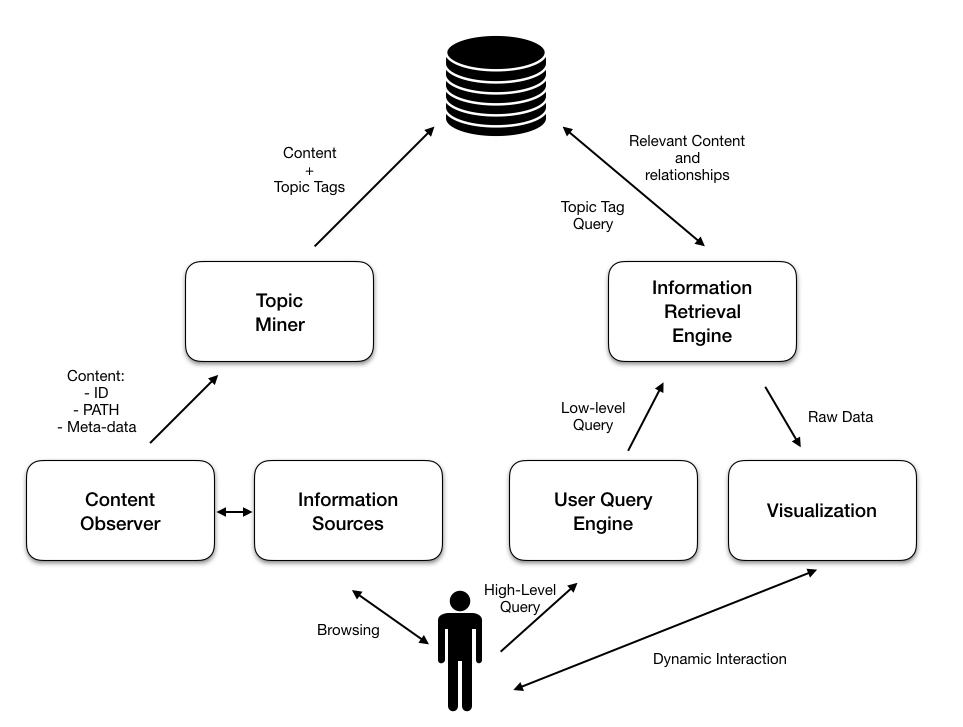 Content
+
Topic Tags
Relevant Content
and
relationships
Topic Tag
Query
Topic
Miner
Information
Retrieval
Engine
Content:
- ID
- PATH
- Meta-data
Low-level
Query
Raw Data
Content
Observer
Information
Sources
User Query
Engine
Visualization
High-Level
Query
Browsing
Dynamic Interaction